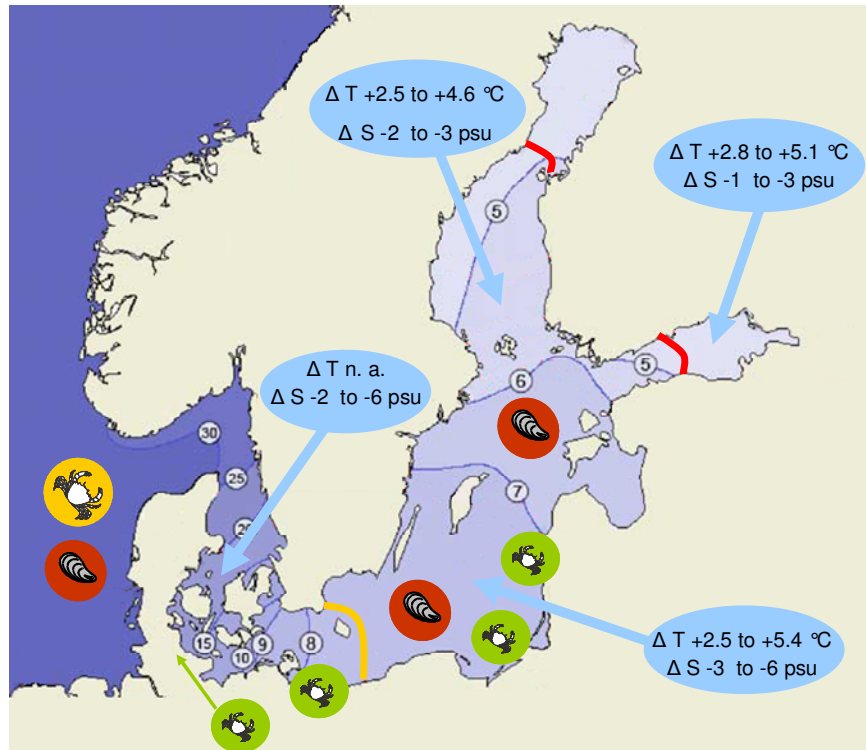 Δ T +2.5 to +4.6 °C
Δ S -2 to -3 psu
Δ T +2.8 to +5.1 °C
Δ S -1 to -3 psu
5
5
6
Δ T n. a.
Δ S -2 to -6 psu
30
25
7
15
10
9
8
Δ T +2.5 to +5.4 °C
Δ S -3 to -6 psu